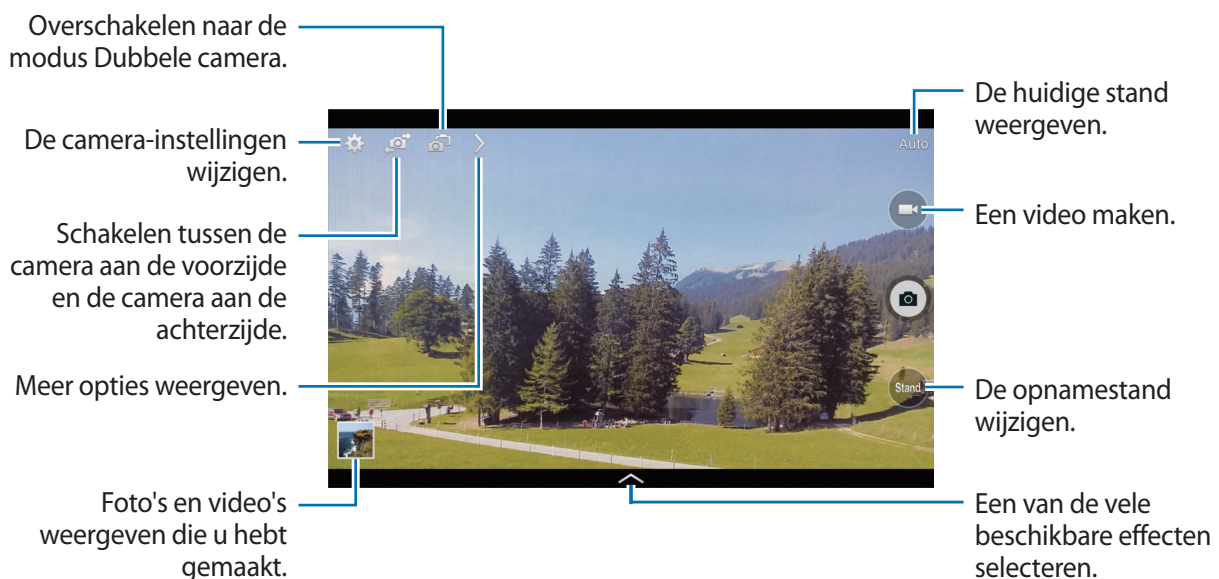 Overschakelen naar de
modus Dubbele camera.
De camera-instellingen
wijzigen.
Schakelen tussen de
camera aan de voorzijde
en de camera aan de
achterzijde.
Meer opties weergeven.
Foto's en video's
weergeven die u hebt
gemaakt.
Auto
Stand
De huidige stand
weergeven.
Een video maken.
De opnamestand
wijzigen.
Een van de vele
beschikbare effecten
selecteren.